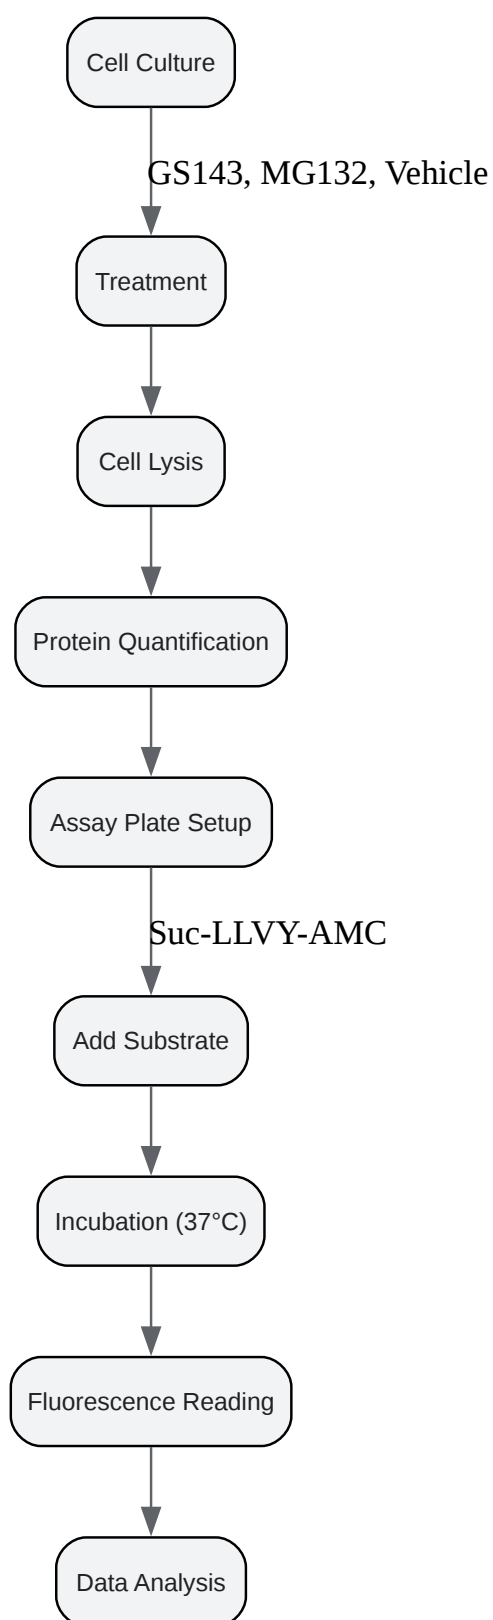 Cell Culture
GS143, MG132, Vehicle
Treatment
Cell Lysis
Protein Quantification
Assay Plate Setup
Suc-LLVY-AMC
Add Substrate
Incubation (37°C)
Fluorescence Reading
Data Analysis